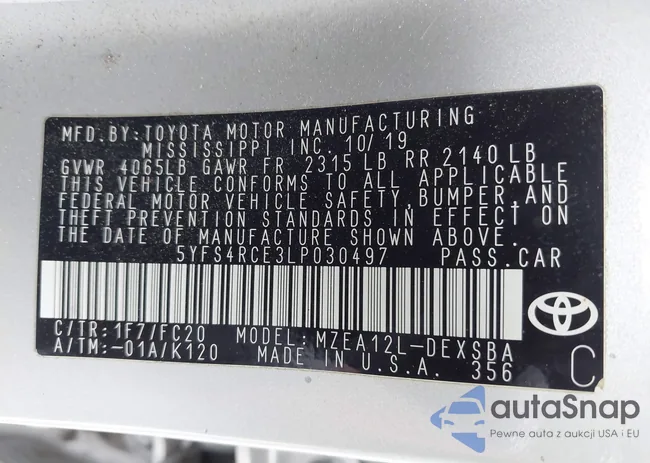 MFD.BY:TOYOTA MOTOR MANUFACTURING
MISSISSIPPI INC. 10/19
GVWR 4065LB GAWR FR 2315 LB RR 2140 LB
THIS VEHICLE CONFORMS TO ALL APPLICABLE
FEDERAL MOTOR VEHICLE SAFETY, BUMPER, AND
THEFT PREVENTION STANDARDS IN EFFECT ON
THE DATE OF MANUFACTURE SHOWN ABOVE.
5YFS4RCE3LP030497 PASS.CAR
C/TR:1F7/FC20 MODEL:MZEA12L-DEXSBA
A/TM:-01A/K120 MADE IN U.S.A. 356
C
autaSnap
Pewne auta z aukcji USA i EU